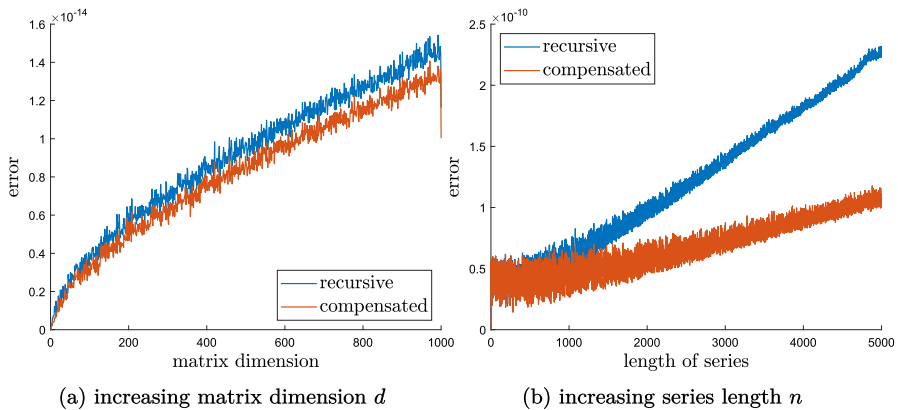 ×10⁻¹⁴
1.6
1.4
1.2
1
0.8
0.6
0.4
0.2
0
0 200 400 600 800 1000
error
matrix dimension
recursive
compensated
(a) increasing matrix dimension d
×10⁻¹⁰
2.5
2
1.5
1
0.5
0
0 1000 2000 3000 4000 5000
error
length of series
recursive
compensated
(b) increasing series length n